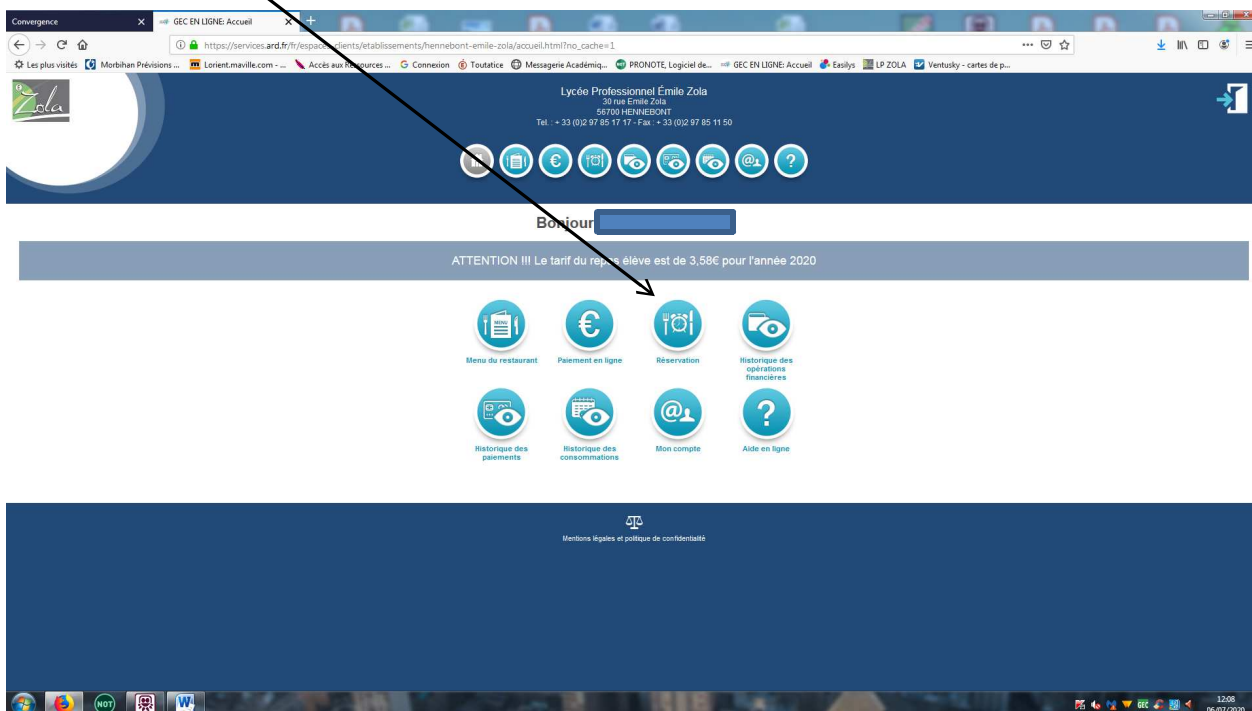 Convergence
GEC EN LIGNE: Accueil
https://services.ard.fr/fr/espaces-clients/etablissements/hennebont-emile-zola/accueil.html?no_cache=1
Les plus visités Morbihan Prévisions ... Lorient.maville.com - ... Accès aux Ressources ... Connexion Toutatice Messagerie Académiq... PRONOTE, Logiciel de... GEC EN LIGNE: Accueil Easilys LP ZOLA Ventusky - cartes de p...
Zola
Lycée Professionnel Émile Zola
30 rue Emile Zola
56700 HENNEBONT
Tel. : + 33 (0)2 97 85 17 17 - Fax : + 33 (0)2 97 85 11 50
Bonjour
ATTENTION !!! Le tarif du repas élève est de 3,58€ pour l'année 2020
MENU
Menu du restaurant
Paiement en ligne
Réservation
Historique des
opérations
financières
Historique des
paiements
Historique des
consommations
Mon compte
Aide en ligne
Mentions légales et politique de confidentialité
NOT
GEC
12:08
06/07/2020